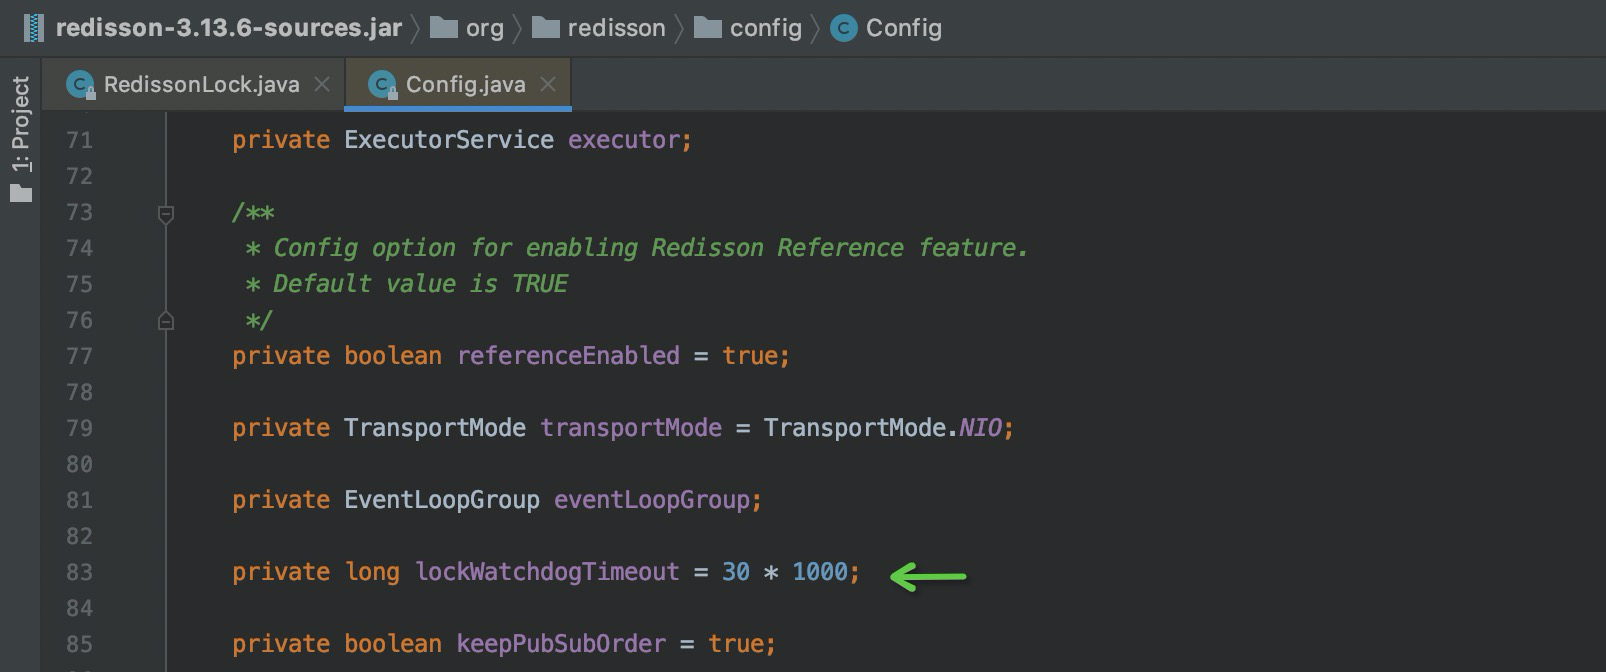 redisson-3.13.6-sources.jar org redisson config C Config
1: Project
C RedissonLock.java C Config.java
71 private ExecutorService executor;
72
73 /**
74 * Config option for enabling Redisson Reference feature.
75 * Default value is TRUE
76 */
77 private boolean referenceEnabled = true;
78
79 private TransportMode transportMode = TransportMode.NIO;
80
81 private EventLoopGroup eventLoopGroup;
82
83 private long lockWatchdogTimeout = 30 * 1000;
84
85 private boolean keepPubSubOrder = true;